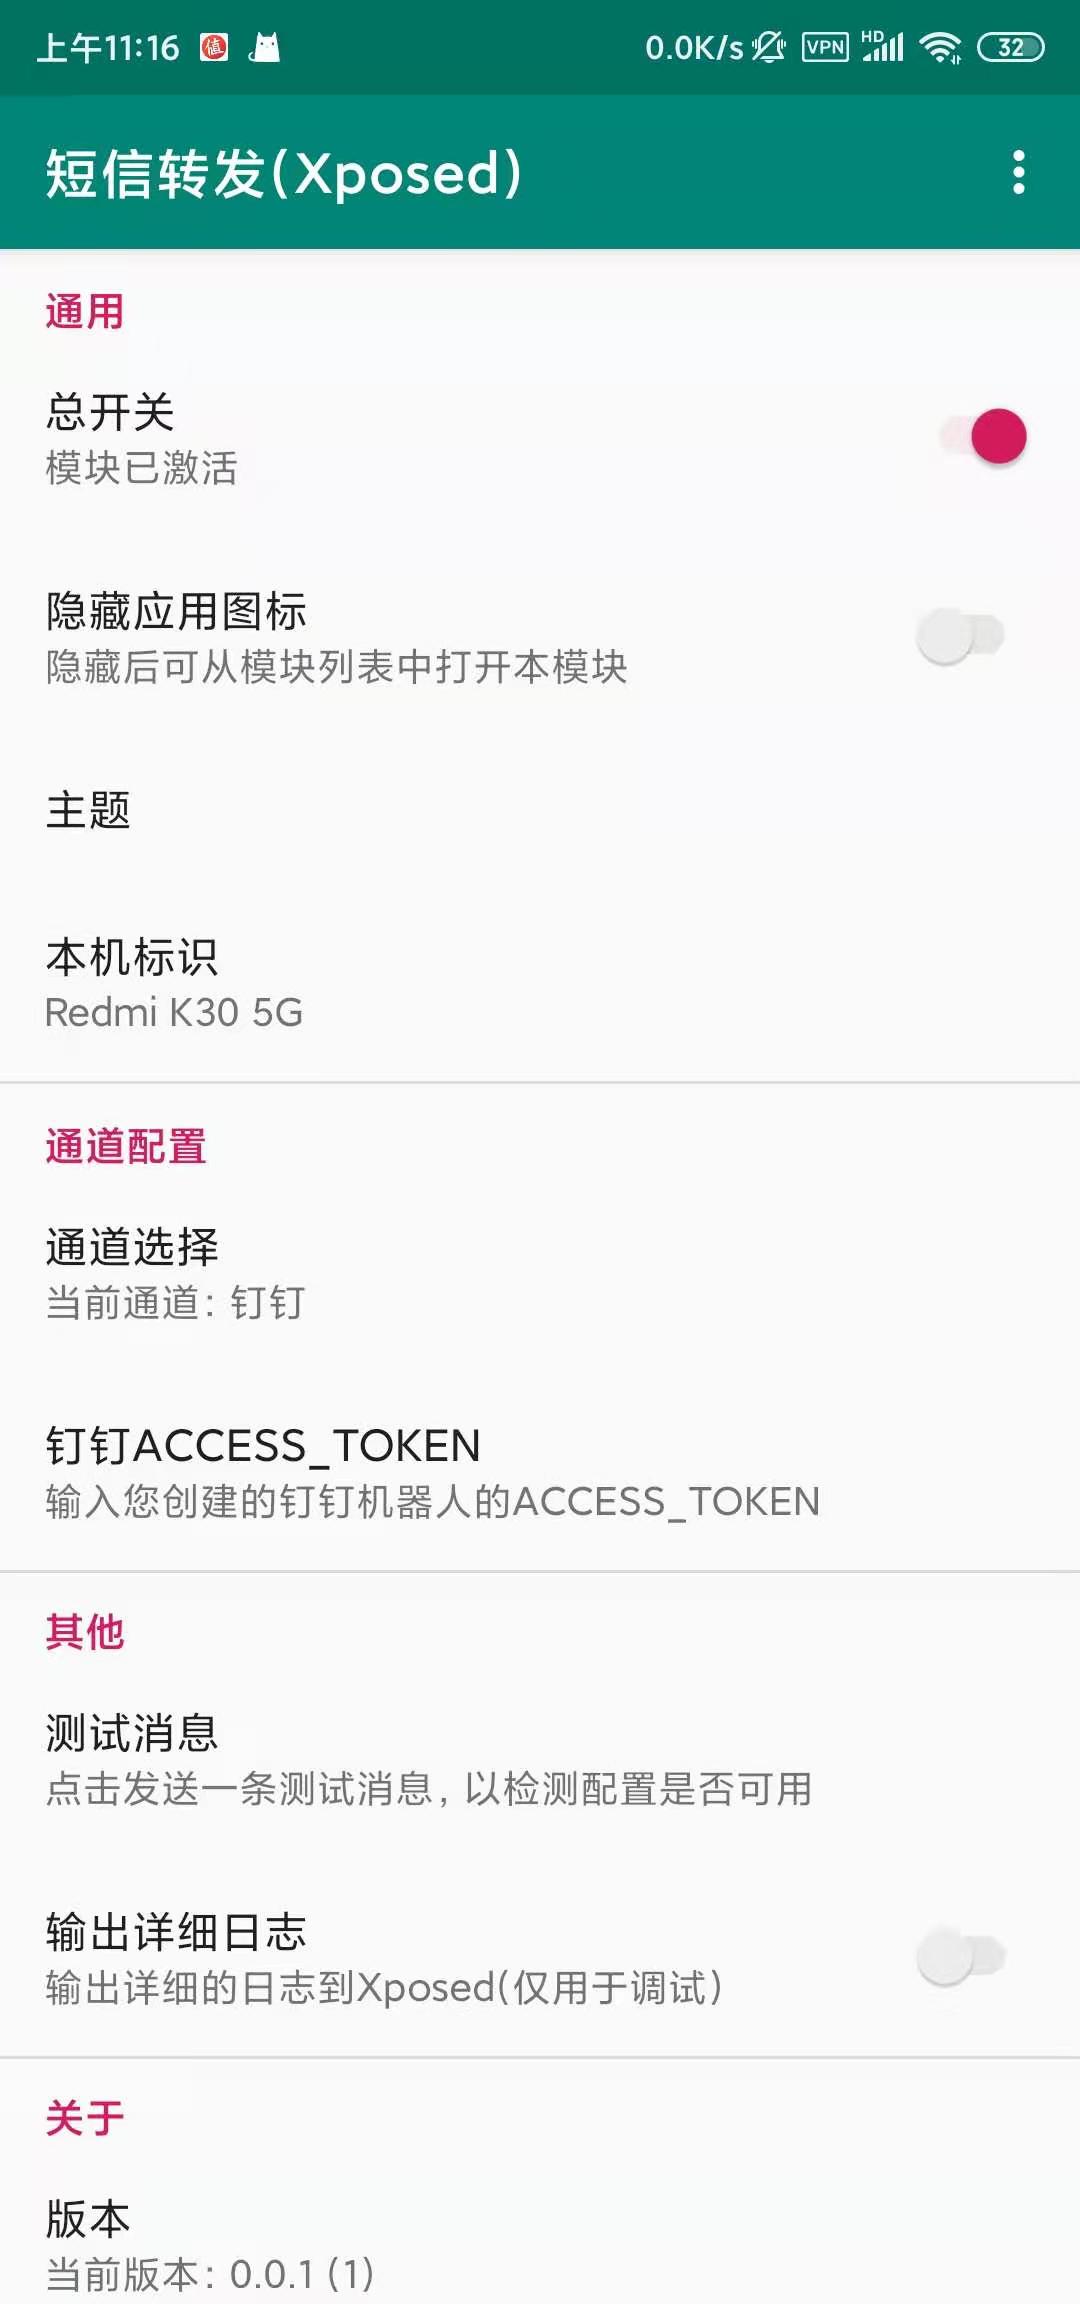 上午11:16 值 0.0K/s VPN HD 32
短信转发(Xposed)
通用
总开关
模块已激活
隐藏应用图标
隐藏后可从模块列表中打开本模块
主题
本机标识
Redmi K30 5G
通道配置
通道选择
当前通道: 钉钉
钉钉ACCESS_TOKEN
输入您创建的钉钉机器人的ACCESS_TOKEN
其他
测试消息
点击发送一条测试消息, 以检测配置是否可用
输出详细日志
输出详细的日志到Xposed(仅用于调试)
关于
版本
当前版本: 0.0.1 (1)